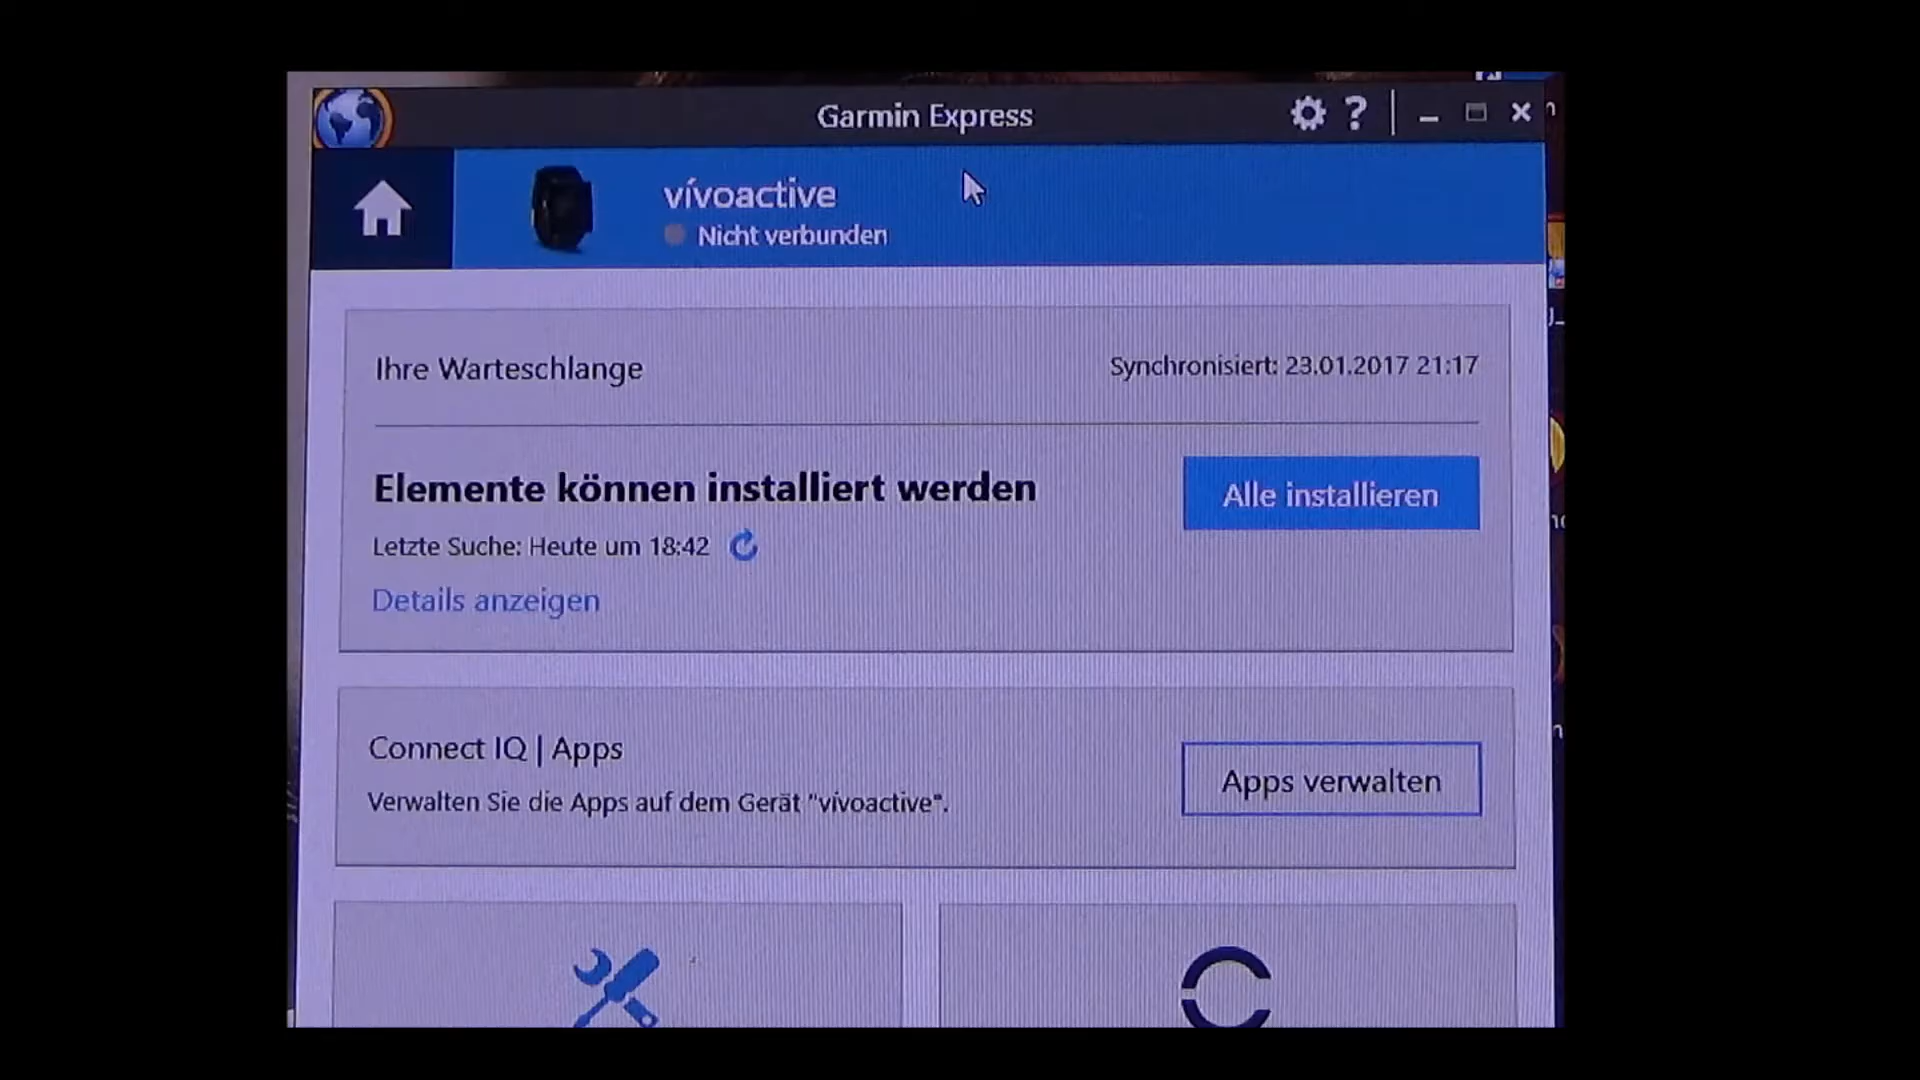 Garmin Express
?
vívoactive
Nicht verbunden
Ihre Warteschlange
Synchronisiert: 23.01.2017 21:17
Elemente können installiert werden
Alle installieren
Letzte Suche: Heute um 18:42
Details anzeigen
Connect IQ | Apps
Apps verwalten
Verwalten Sie die Apps auf dem Gerät "vivoactive".